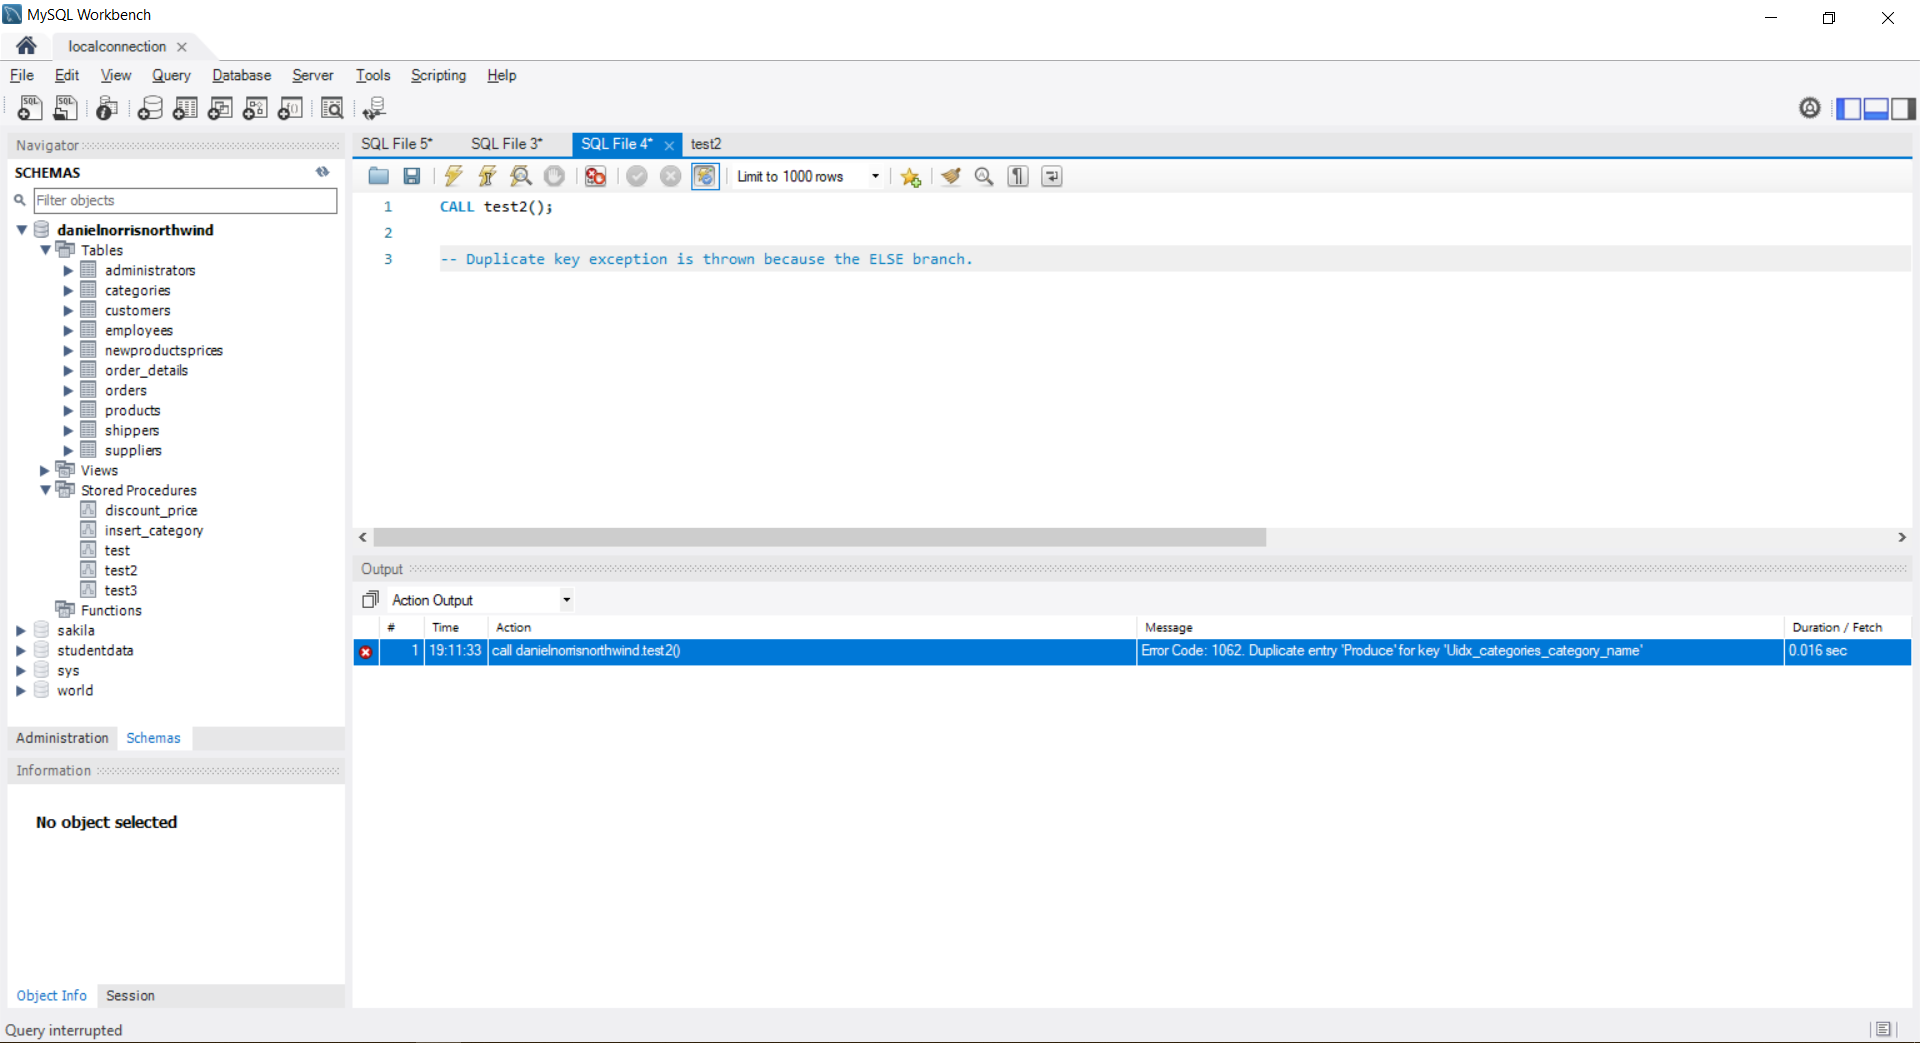 MySQL Workbench
localconnection
File Edit View Query Database Server Tools Scripting Help
Navigator
SCHEMAS
Filter objects
danielnorrisnorthwind
Tables
administrators
categories
customers
employees
newproductsprices
order_details
orders
products
shippers
suppliers
Views
Stored Procedures
discount_price
insert_category
test
test2
test3
Functions
sakila
studentdata
sys
world
Administration Schemas
Information
No object selected
Object Info Session
SQL File 5* SQL File 3* SQL File 4* test2
Limit to 1000 rows
1 CALL test2();
2
3 -- Duplicate key exception is thrown because the ELSE branch.
Output
Action Output
# Time Action Message Duration / Fetch
1 19:11:33 call danielnorrisnorthwind.test2() Error Code: 1062. Duplicate entry 'Produce' for key 'Uidx_categories_category_name' 0.016 sec
Query interrupted